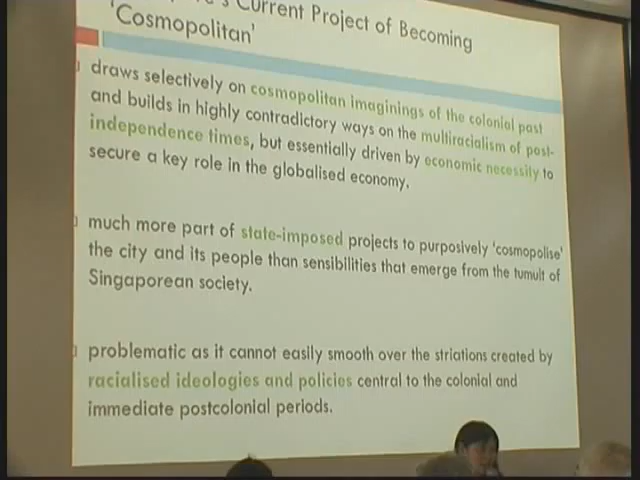 's Current Project of Becoming
'Cosmopolitan'
draws selectively on cosmopolitan imaginings of the colonial past
and builds in highly contradictory ways on the multiracialism of post-
independence times, but essentially driven by economic necessity to
secure a key role in the globalised economy.
much more part of state-imposed projects to purposively 'cosmopolise'
the city and its people than sensibilities that emerge from the tumult of
Singaporean society.
problematic as it cannot easily smooth over the striations created by
racialised ideologies and policies central to the colonial and
immediate postcolonial periods.